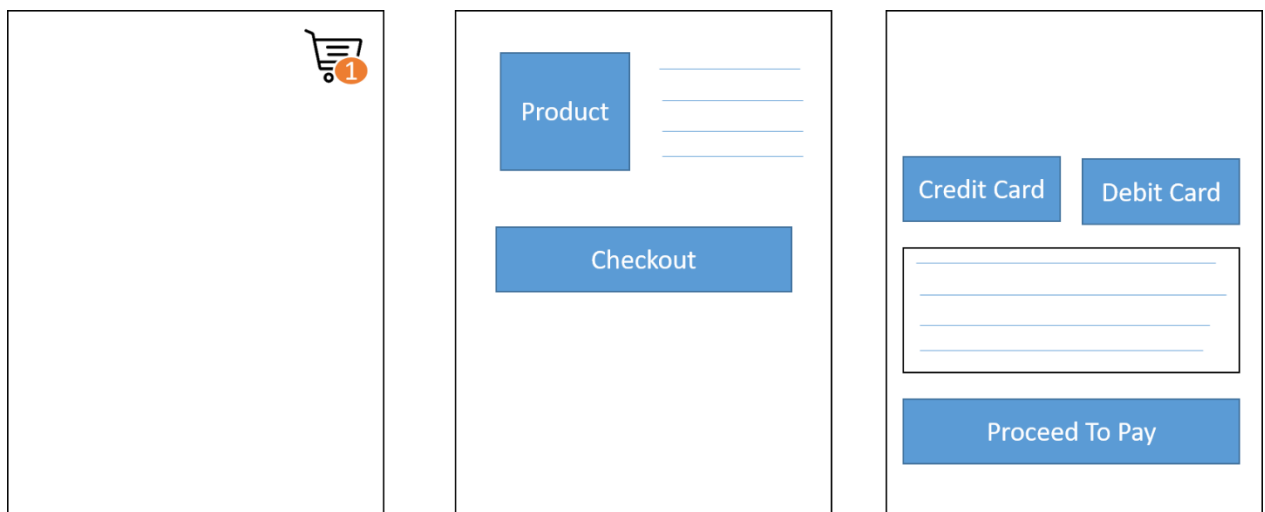 1
Product
Checkout
Credit Card
Debit Card
Proceed To Pay